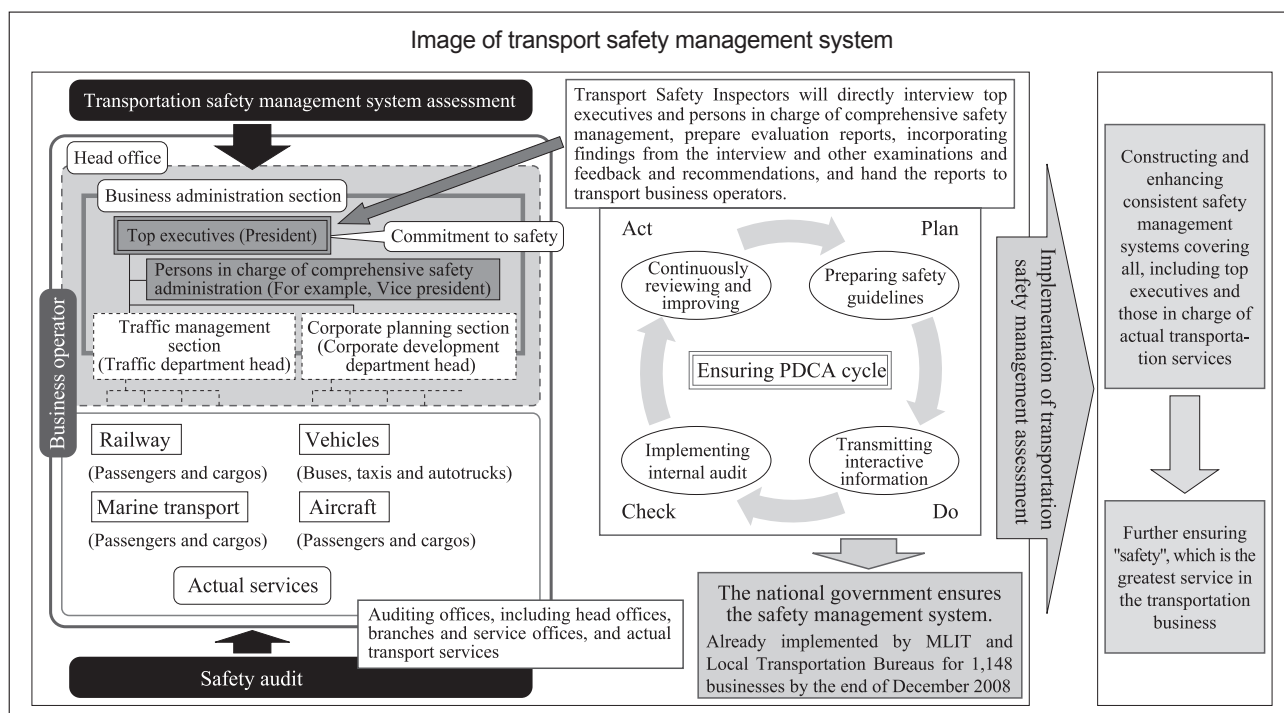 Image of transport safety management system
Transportation safety management system assessment
Head office
Business administration section
Top executives (President)
Commitment to safety
Persons in charge of comprehensive safety
administration (For example, Vice president)
Traffic management
section
(Traffic department head)
Corporate planning section
(Corporate development
department head)
Business operator
Railway
(Passengers and cargos)
Vehicles
(Buses, taxis and autotrucks)
Marine transport
(Passengers and cargos)
Aircraft
(Passengers and cargos)
Actual services
Auditing offices, including head offices,
branches and service offices, and actual
transport services
Safety audit
Transport Safety Inspectors will directly interview top
executives and persons in charge of comprehensive safety
management, prepare evaluation reports, incorporating
findings from the interview and other examinations and
feedback and recommendations, and hand the reports to
transport business operators.
Act
Plan
Continuously
reviewing and
improving
Preparing safety
guidelines
Ensuring PDCA cycle
Implementing
internal audit
Transmitting
interactive
information
Check
Do
The national government ensures
the safety management system.
Already implemented by MLIT and
Local Transportation Bureaus for 1,148
businesses by the end of December 2008
Implementation of transportation
safety management assessment
Constructing and
enhancing
consistent safety
management
systems covering
all, including top
executives and
those in charge of
actual transporta-
tion services
Further ensuring
"safety", which is the
greatest service in
the transportation
business